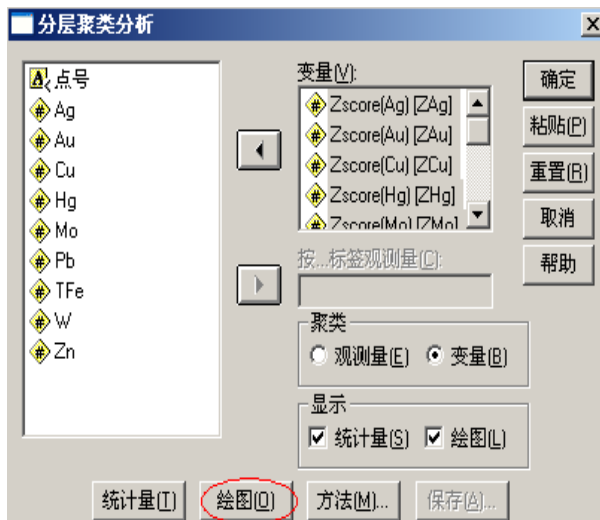 分层聚类分析
点号
Ag
Au
Cu
Hg
Mo
Pb
TFe
W
Zn
变量(V):
Zscore(Ag) [ZAg]
Zscore(Au) [ZAu]
Zscore(Cu) [ZCu]
Zscore(Hg) [ZHg]
Zscore(Mo) [ZMo]
按...标签观测量(C):
聚类
观测量(E) 变量(B)
显示
统计量(S) 绘图(L)
确定
粘贴(P)
重置(R)
取消
帮助
统计量(T) 绘图(O) 方法(M)... 保存(A)...